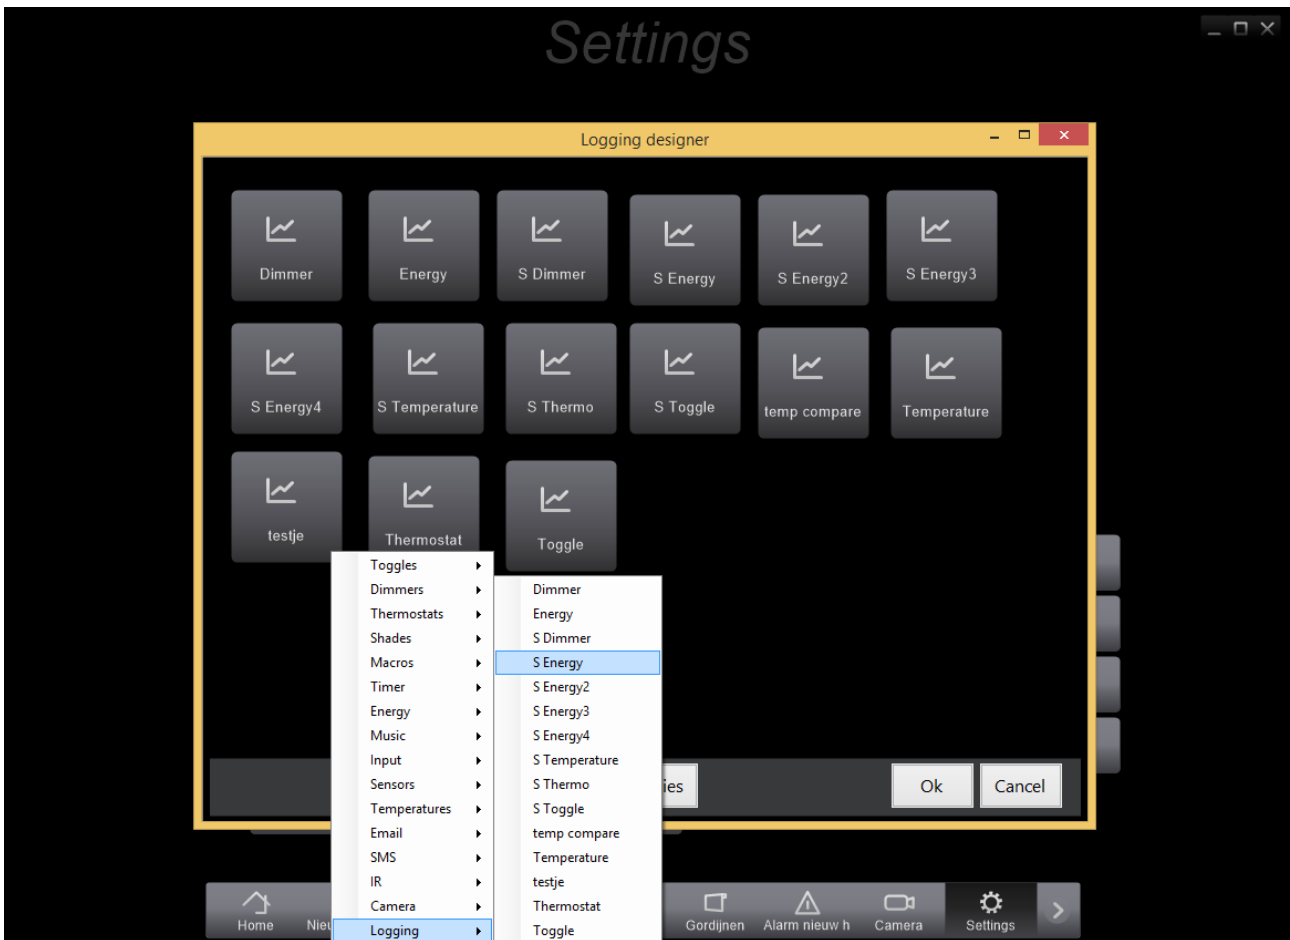 Settings
Logging designer
Dimmer
Energy
S Dimmer
S Energy
S Energy2
S Energy3
S Energy4
S Temperature
S Thermo
S Toggle
temp compare
Temperature
testje
Thermostat
Toggle
Toggles
Dimmers
Thermostats
Shades
Macros
Timer
Energy
Music
Input
Sensors
Temperatures
Email
SMS
IR
Camera
Logging
Dimmer
Energy
S Dimmer
S Energy
S Energy2
S Energy3
S Energy4
S Temperature
S Thermo
S Toggle
temp compare
Temperature
testje
Thermostat
Toggle
ies
Ok
Cancel
Home
Nieu
Gordijnen
Alarm nieuw h
Camera
Settings